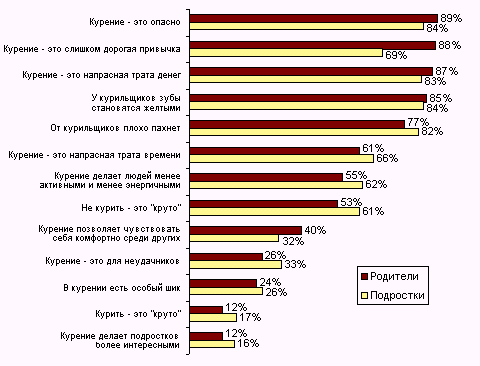 Курение - это опасно
89%
84%
Курение - это слишком дорогая привычка
88%
69%
Курение - это напрасная трата денег
87%
83%
У курильщиков зубы
становятся желтыми
85%
84%
От курильщиков плохо пахнет
77%
82%
Курение - это напрасная трата времени
61%
66%
Курение делает людей менее
активными и менее энергичными
55%
62%
Не курить - это "круто"
53%
61%
Курение позволяет чувствовать
себя комфортно среди других
40%
32%
Курение - это для неудачников
26%
33%
В курении есть особый шик
24%
26%
Курить - это "круто"
12%
17%
Курение делает подростков
более интересными
12%
16%
Родители
Подростки